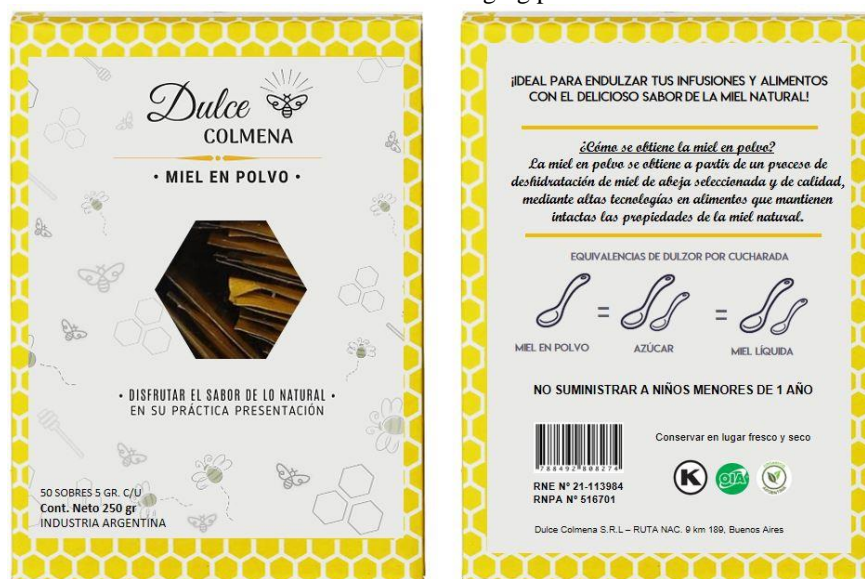 Dulce
COLMENA
• MIEL EN POLVO •
• DISFRUTAR EL SABOR DE LO NATURAL •
EN SU PRÁCTICA PRESENTACIÓN
50 SOBRES 5 GR. C/U
Cont. Neto 250 gr
INDUSTRIA ARGENTINA
¡IDEAL PARA ENDULZAR TUS INFUSIONES Y ALIMENTOS
CON EL DELICIOSO SABOR DE LA MIEL NATURAL!
¿Cómo se obtiene la miel en polvo?
La miel en polvo se obtiene a partir de un proceso de
deshidratación de miel de abeja seleccionada y de calidad,
mediante altas tecnologías en alimentos que mantienen
intactas las propiedades de la miel natural.
EQUIVALENCIAS DE DULZOR POR CUCHARADA
= =
MIEL EN POLVO AZÚCAR MIEL LÍQUIDA
NO SUMINISTRAR A NIÑOS MENORES DE 1 AÑO
Conservar en lugar fresco y seco
788492 808274
K OIA
RNE Nº 21-113984
RNPA Nº 516701
Dulce Colmena S.R.L – RUTA NAC. 9 km 189, Buenos Aires